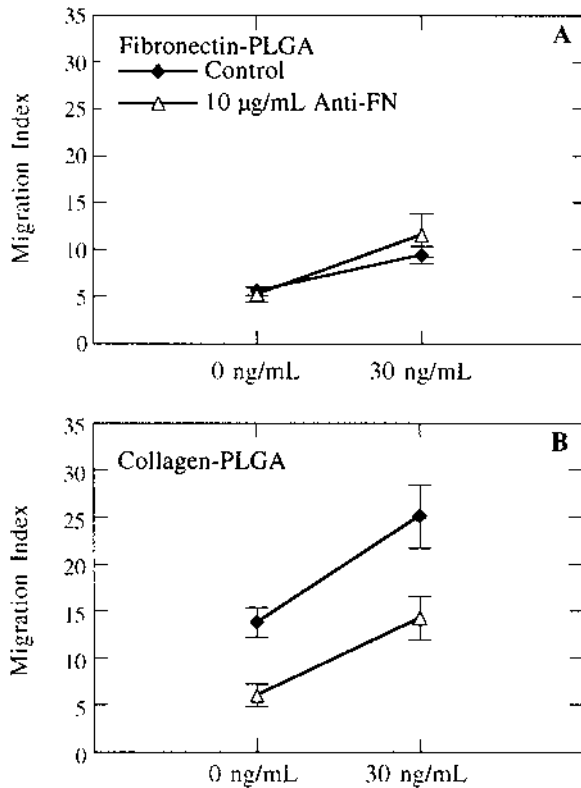 A
Fibronectin-PLGA
Control
10 µg/mL Anti-FN
Migration Index
35
30
25
20
15
10
5
0
0 ng/mL 30 ng/mL
B
Collagen-PLGA
Migration Index
35
30
25
20
15
10
5
0
0 ng/mL 30 ng/mL